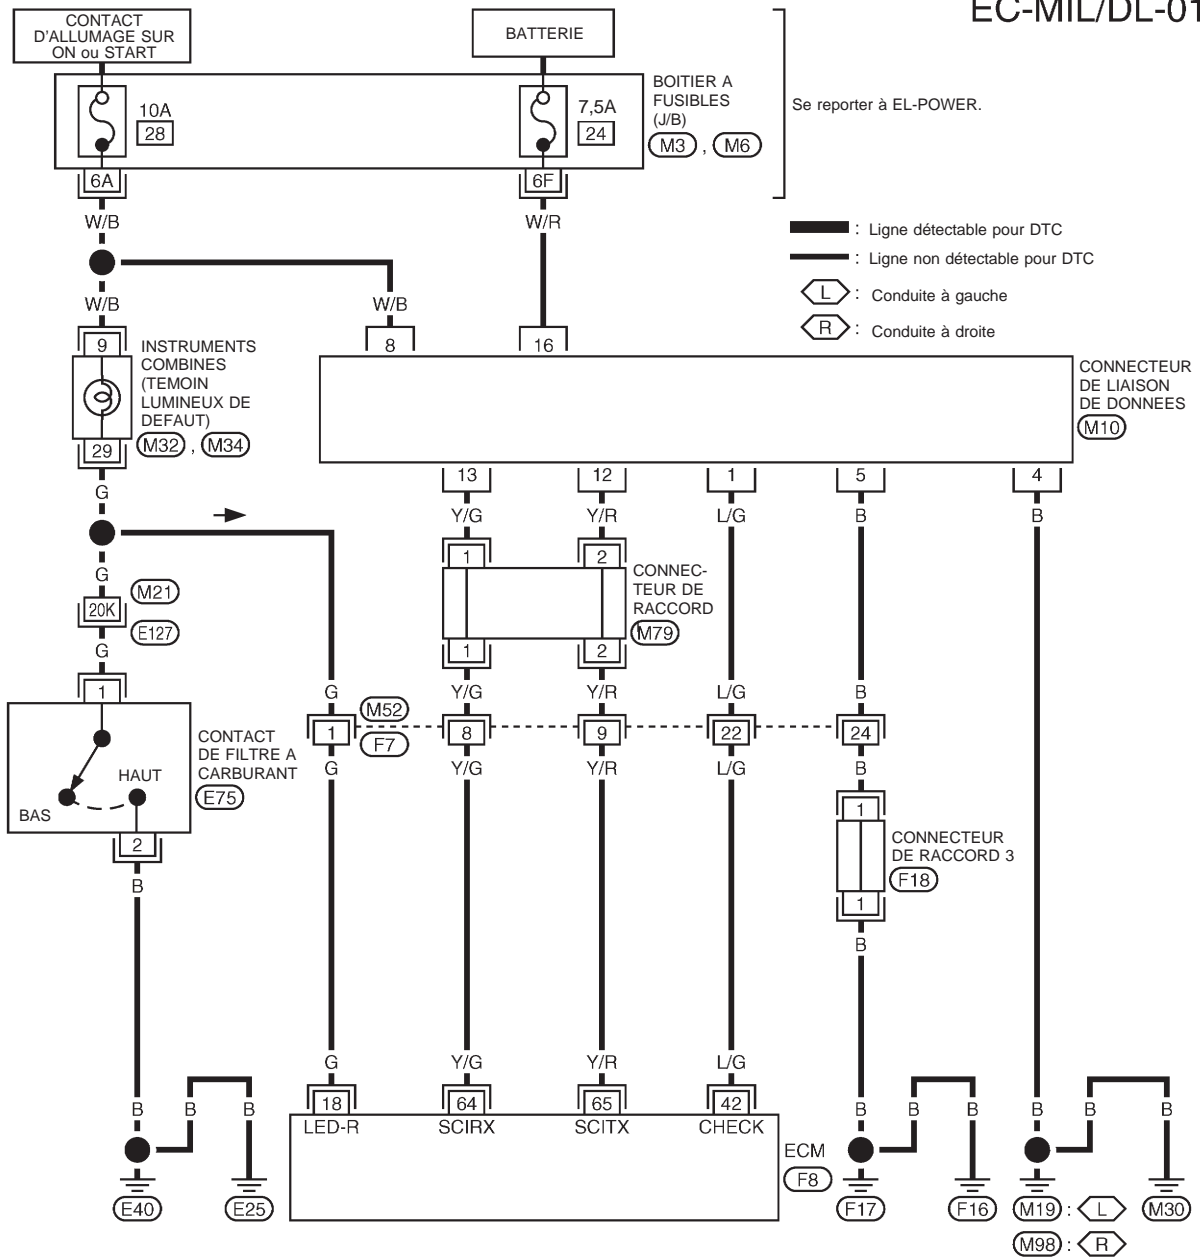 EC-MIL/DL-01
CONTACT
D'ALLUMAGE SUR
ON ou START
BATTERIE
10A
28
7,5A
24
BOITIER A
FUSIBLES
(J/B)
M3 , M6
Se reporter à EL-POWER.
6A
6F
W/B
W/R
: Ligne détectable pour DTC
: Ligne non détectable pour DTC
L : Conduite à gauche
R : Conduite à droite
W/B
W/B
9
8
16
INSTRUMENTS
COMBINES
(TEMOIN
LUMINEUX DE
DEFAUT)
M32 , M34
29
CONNECTEUR
DE LIAISON
DE DONNEES
M10
13
12
1
5
4
G
Y/G
Y/R
L/G
B
B
G
1
2
CONNEC-
TEUR DE
RACCORD
M79
1
2
M21
20K
E127
G
1
G
Y/G
Y/R
L/G
B
M52
1
8
9
22
24
F7
G
Y/G
Y/R
L/G
B
CONTACT
DE FILTRE A
CARBURANT
E75
HAUT
BAS
2
B
1
CONNECTEUR
DE RACCORD 3
F18
1
B
G
Y/G
Y/R
L/G
18
64
65
42
LED-R
SCIRX
SCITX
CHECK
ECM
F8
B
B
B
B
B
B
B
B
B
E40
E25
F17
F16
M19 : L
M30
M98 : R